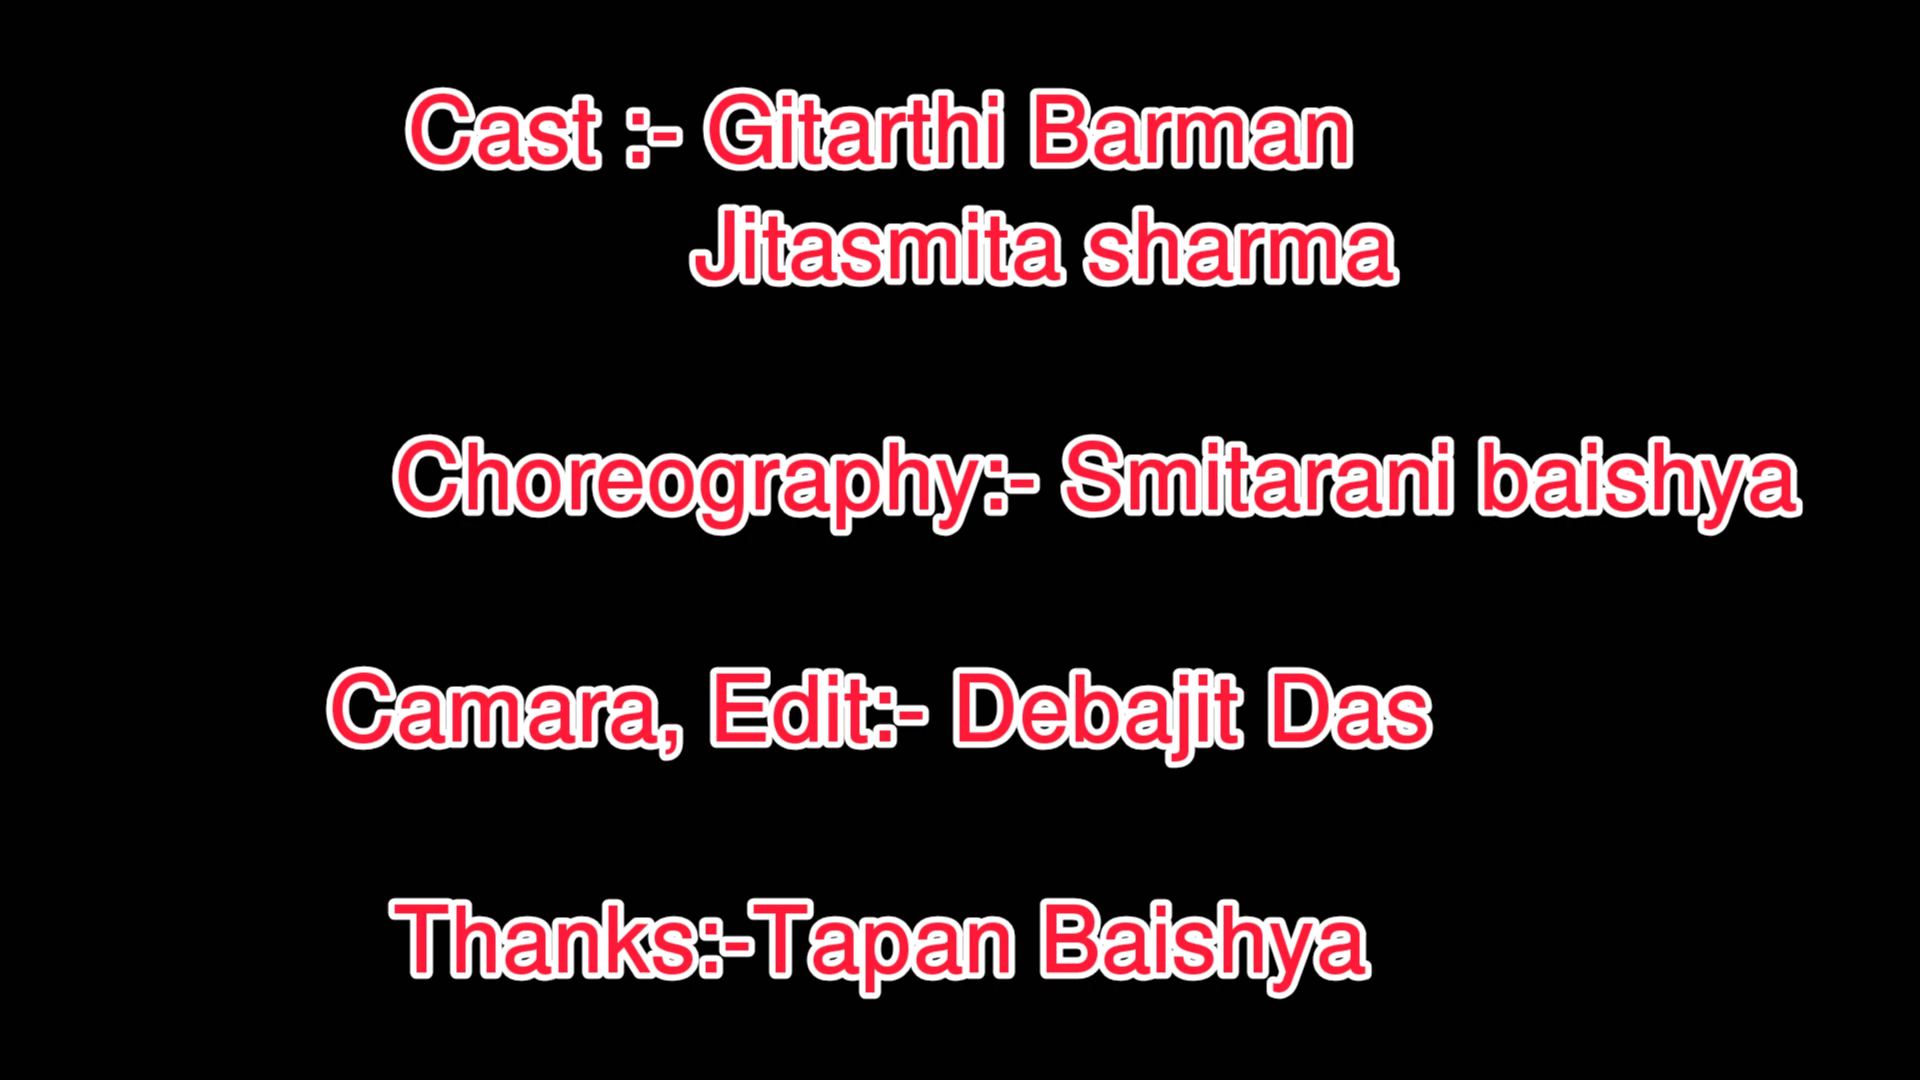 Cast :- Gitarthi Barman
Jitasmita sharma
Choreography:- Smitarani baishya
Camara, Edit:- Debajit Das
Thanks:-Tapan Baishya